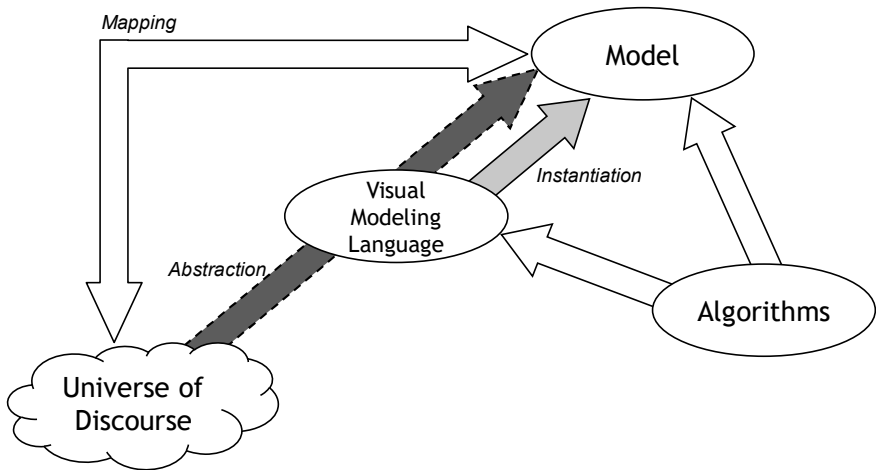 Mapping
Model
Visual
Modeling
Language
Instantiation
Abstraction
Algorithms
Universe of
Discourse